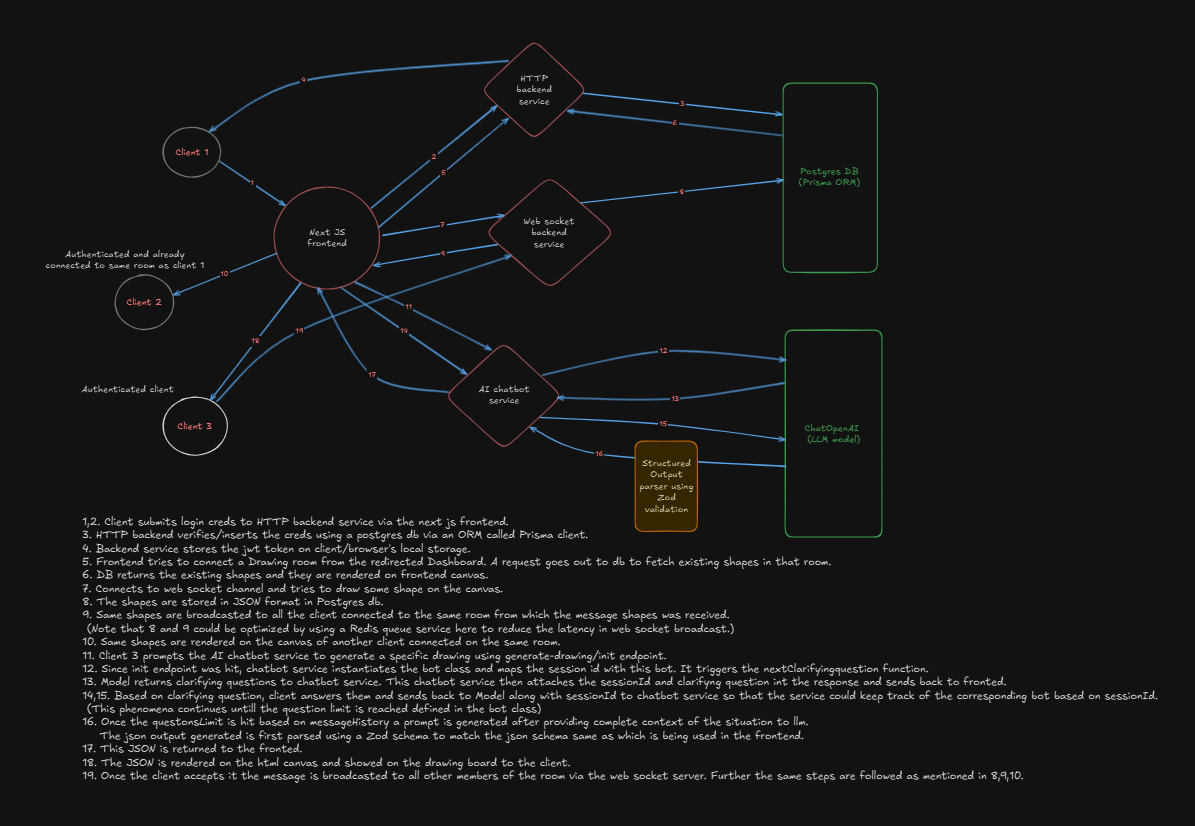 HTTP
backend
service
4
3
6
Client 1
1
2
5
Postgres DB
(Prisma ORM)
8
Web socket
backend
service
Next JS
frontend
7
9
Authenticated and already
connected to same room as client 1
10
Client 2
11
14
19
18
12
17
Authenticated client
AI chatbot
service
13
Client 3
15
ChatOpenAI
(LLM model)
16
Structured
Output
parser using
Zod
validation
1,2. Client submits login creds to HTTP backend service via the next js frontend.
3. HTTP backend verifies/inserts the creds using a postgres db via an ORM called Prisma client.
4. Backend service stores the jwt token on client/browser's local storage.
5. Frontend tries to connect a Drawing room from the redirected Dashboard. A request goes out to db to fetch existing shapes in that room.
6. DB returns the existing shapes and they are rendered on frontend canvas.
7. Connects to web socket channel and tries to draw some shape on the canvas.
8. The shapes are stored in JSON format in Postgres db.
9. Same shapes are broadcasted to all the client connected to the same room from which the message shapes was received.
(Note that 8 and 9 could be optimized by using a Redis queue service here to reduce the latency in web socket broadcast.)
10. Same shapes are rendered on the canvas of another client connected on the same room.
11. Client 3 prompts the AI chatbot service to generate a specific drawing using generate-drawing/init endpoint.
12. Since init endpoint was hit, chatbot service instantiates the bot class and maps the session id with this bot. It triggers the nextClarifyingquestion function.
13. Model returns clarifying questions to chatbot service. This chatbot service then attaches the sessionId and clarifyng question int the response and sends back to fronted.
14,15. Based on clarifying question, client answers them and sends back to Model along with sessionId to chatbot service so that the service could keep track of the corresponding bot based on sessionId.
(This phenomena continues untill the question limit is reached defined in the bot class)
16. Once the questonsLimit is hit based on messageHistory a prompt is generated after providing complete context of the situation to llm.
The json output generated is first parsed using a Zod schema to match the json schema same as which is being used in the frontend.
17. This JSON is returned to the fronted.
18. The JSON is rendered on the html canvas and showed on the drawing board to the client.
19. Once the client accepts it the message is broadcasted to all other members of the room via the web socket server. Further the same steps are followed as mentioned in 8,9,10.